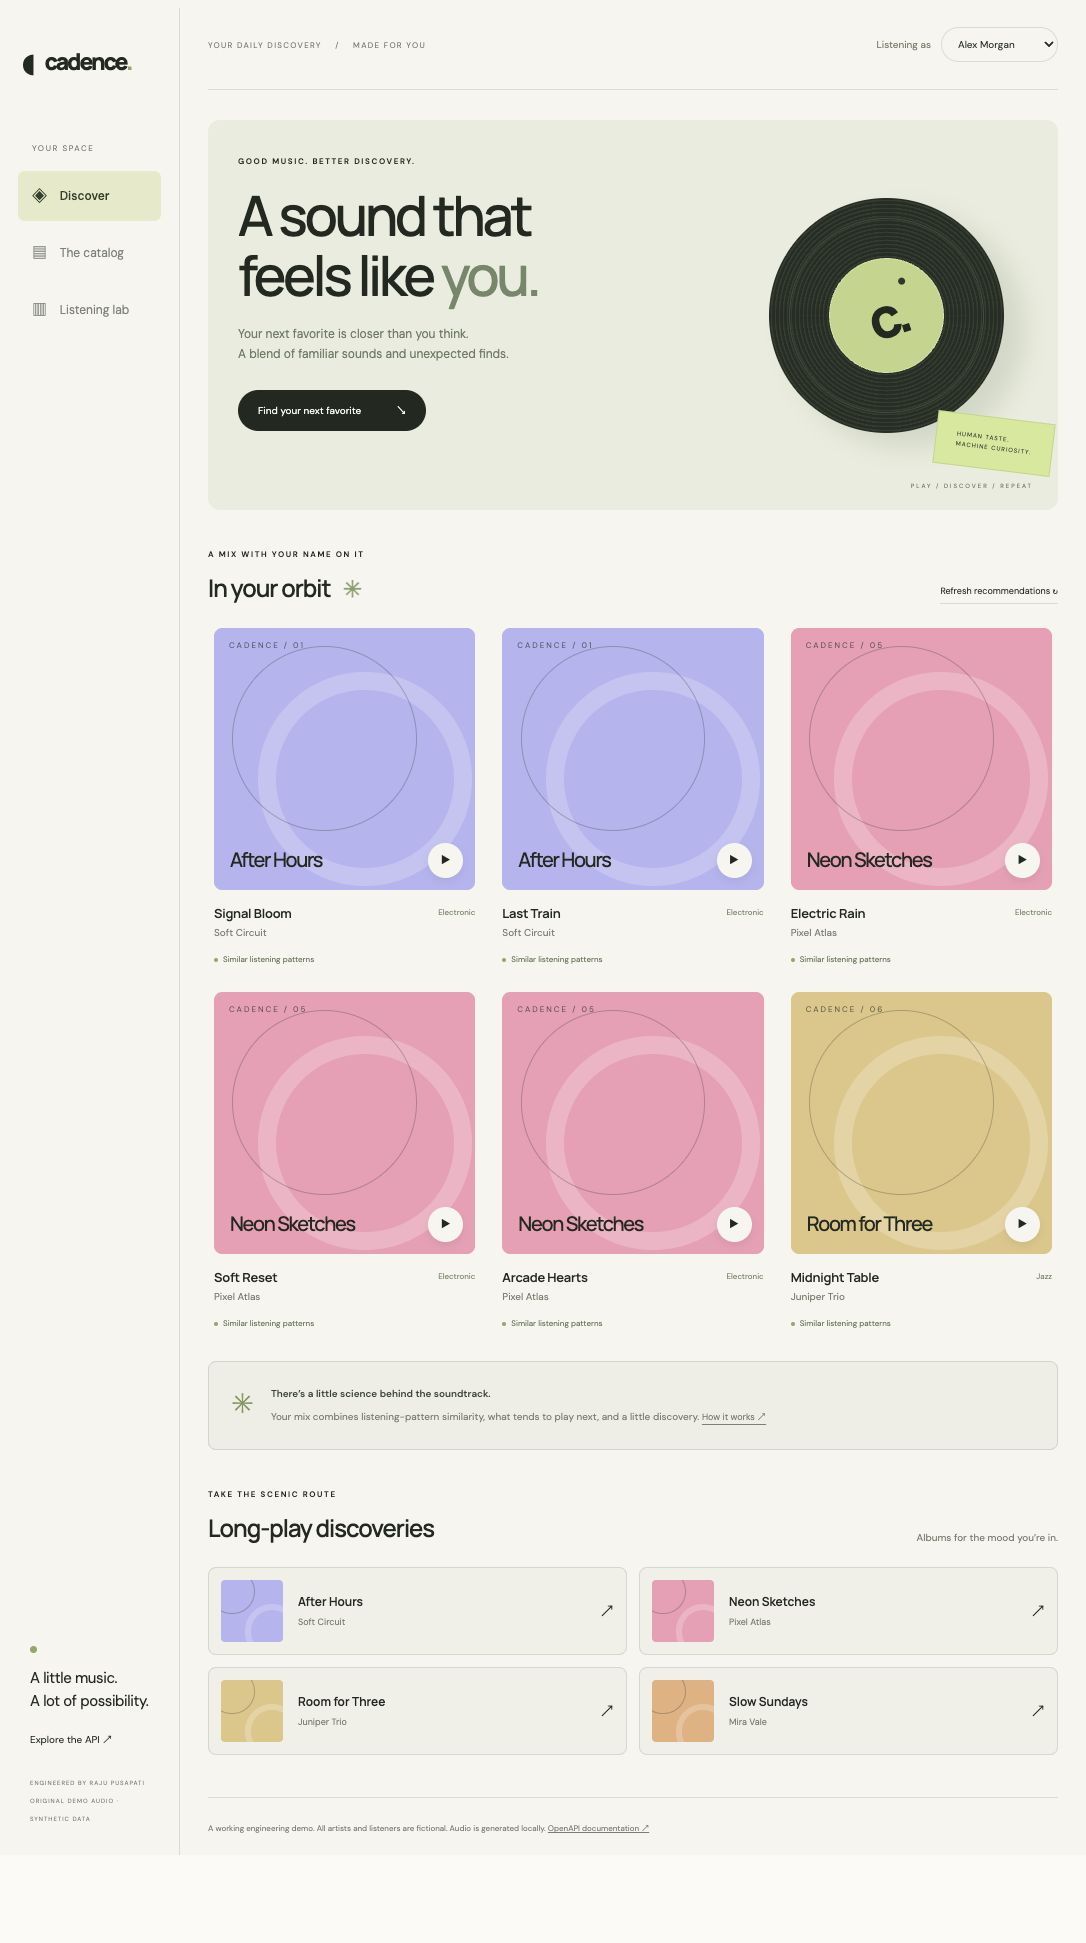 cadence.
YOUR SPACE
Discover
The catalog
Listening lab
A little music.
A lot of possibility.
Explore the API ↗
ENGINEERED BY RAJU PUSAPATI
ORIGINAL DEMO AUDIO ·
SYNTHETIC DATA
YOUR DAILY DISCOVERY / MADE FOR YOU
Listening as Alex Morgan
GOOD MUSIC. BETTER DISCOVERY.
A sound that
feels like you.
Your next favorite is closer than you think.
A blend of familiar sounds and unexpected finds.
Find your next favorite ↘
c.
HUMAN TASTE.
MACHINE CURIOSITY.
PLAY / DISCOVER / REPEAT
A MIX WITH YOUR NAME ON IT
In your orbit ✳
Refresh recommendations ↻
CADENCE / 01
After Hours
Signal Bloom Electronic
Soft Circuit
Similar listening patterns
CADENCE / 01
After Hours
Last Train Electronic
Soft Circuit
Similar listening patterns
CADENCE / 05
Neon Sketches
Electric Rain Electronic
Pixel Atlas
Similar listening patterns
CADENCE / 05
Neon Sketches
Soft Reset Electronic
Pixel Atlas
Similar listening patterns
CADENCE / 05
Neon Sketches
Arcade Hearts Electronic
Pixel Atlas
Similar listening patterns
CADENCE / 06
Room for Three
Midnight Table Jazz
Juniper Trio
Similar listening patterns
There's a little science behind the soundtrack.
Your mix combines listening-pattern similarity, what tends to play next, and a little discovery. How it works ↗
TAKE THE SCENIC ROUTE
Long-play discoveries
Albums for the mood you're in.
After Hours
Soft Circuit
Neon Sketches
Pixel Atlas
Room for Three
Juniper Trio
Slow Sundays
Mira Vale
A working engineering demo. All artists and listeners are fictional. Audio is generated locally. OpenAPI documentation ↗